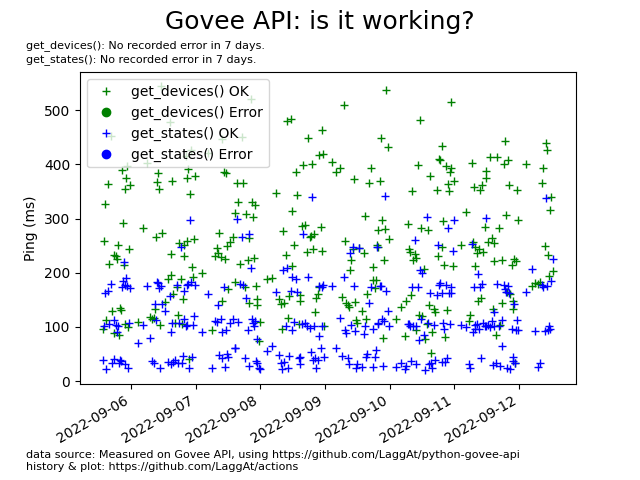 Govee API: is it working?
get_devices(): No recorded error in 7 days.
get_states(): No recorded error in 7 days.
get_devices() OK
get_devices() Error
get_states() OK
get_states() Error
500
400
300
200
100
0
Ping (ms)
2022-09-06
2022-09-07
2022-09-08
2022-09-09
2022-09-10
2022-09-11
2022-09-12
data source: Measured on Govee API, using https://github.com/LaggAt/python-govee-api
history & plot: https://github.com/LaggAt/actions